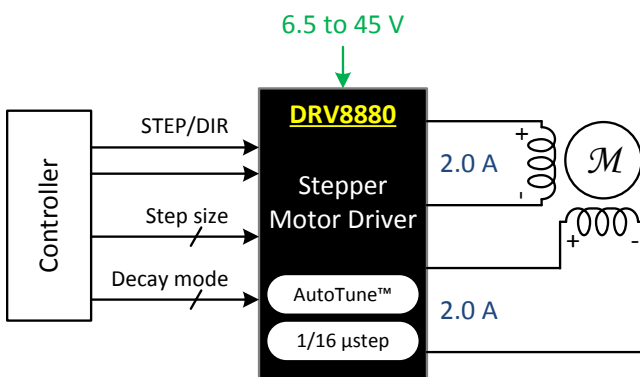 6.5 to 45 V
DRV8880
Stepper
Motor Driver
AutoTune™
1/16 µstep
Controller
STEP/DIR
Step size
Decay mode
+
2.0 A
-
M
+ -
2.0 A